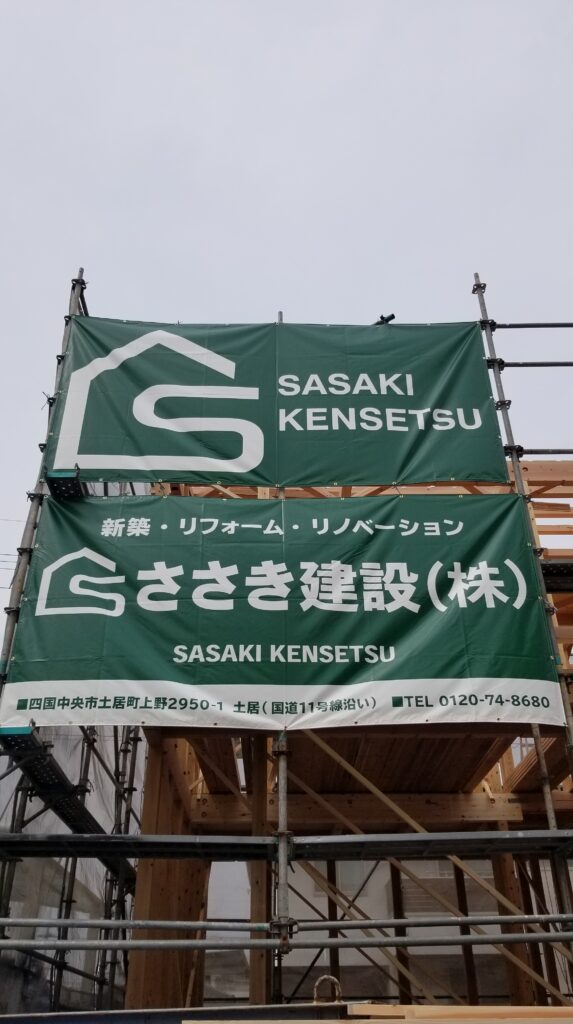 SASAKI
KENSETSU
新築・リフォーム・リノベーション
ささき建設(株)
SASAKI KENSETSU
■四国中央市土居町上野2950-1 土居(国道11号線沿い) ■TEL 0120-74-8680